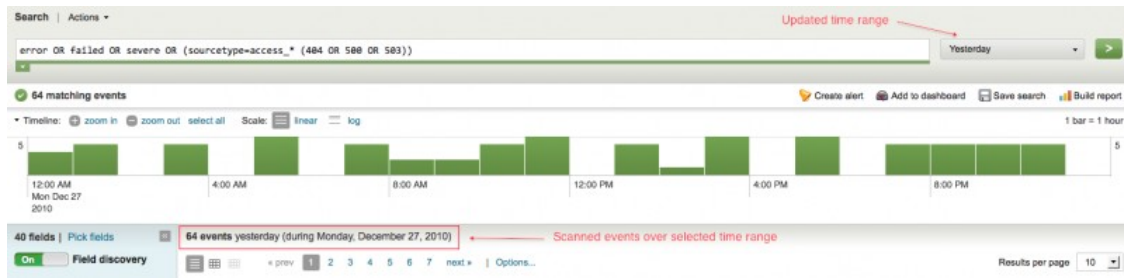 Search | Actions
Updated time range
error OR failed OR severe OR (sourcetype=access_* (404 OR 500 OR 503))
Yesterday
>
64 matching events
Create alert Add to dashboard Save search Build report
Timeline: zoom in zoom out select all Scale: linear log
1 bar = 1 hour
5 5
12:00 AM 4:00 AM 8:00 AM 12:00 PM 4:00 PM 8:00 PM
Mon Dec 27
2010
40 fields | Pick fields
64 events yesterday (during Monday, December 27, 2010)
Scanned events over selected time range
On Field discovery
« prev 1 2 3 4 5 6 7 next » | Options...
Results per page 10